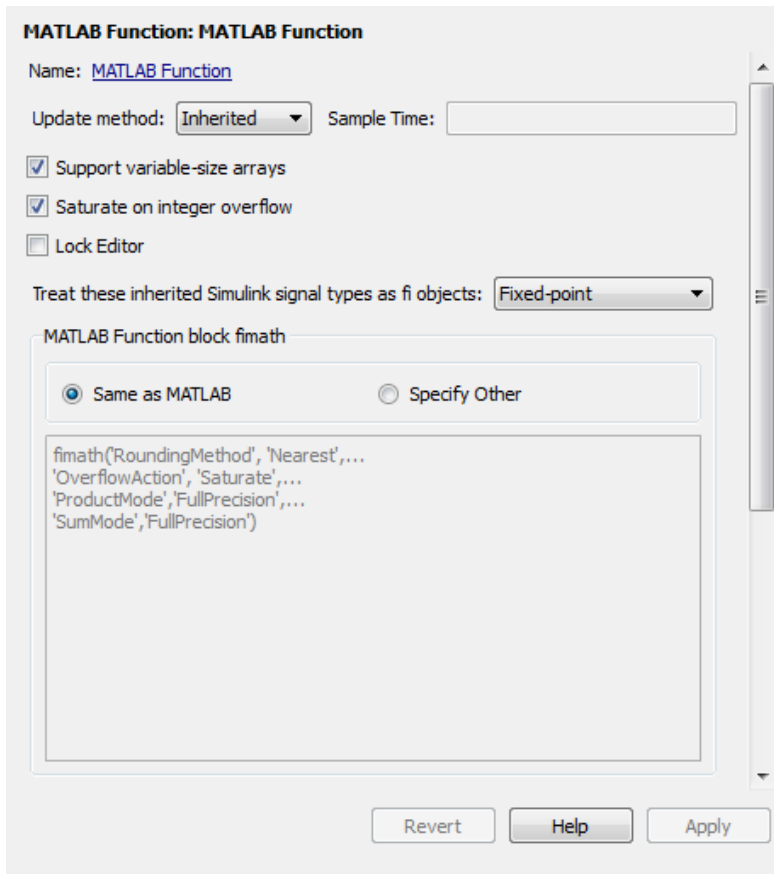 MATLAB Function: MATLAB Function
Name: MATLAB Function
Update method: Inherited Sample Time:
Support variable-size arrays
Saturate on integer overflow
Lock Editor
Treat these inherited Simulink signal types as fi objects: Fixed-point
MATLAB Function block fimath
Same as MATLAB Specify Other
fimath('RoundingMethod', 'Nearest',...
'OverflowAction', 'Saturate',...
'ProductMode','FullPrecision',...
'SumMode','FullPrecision')
Revert Help Apply